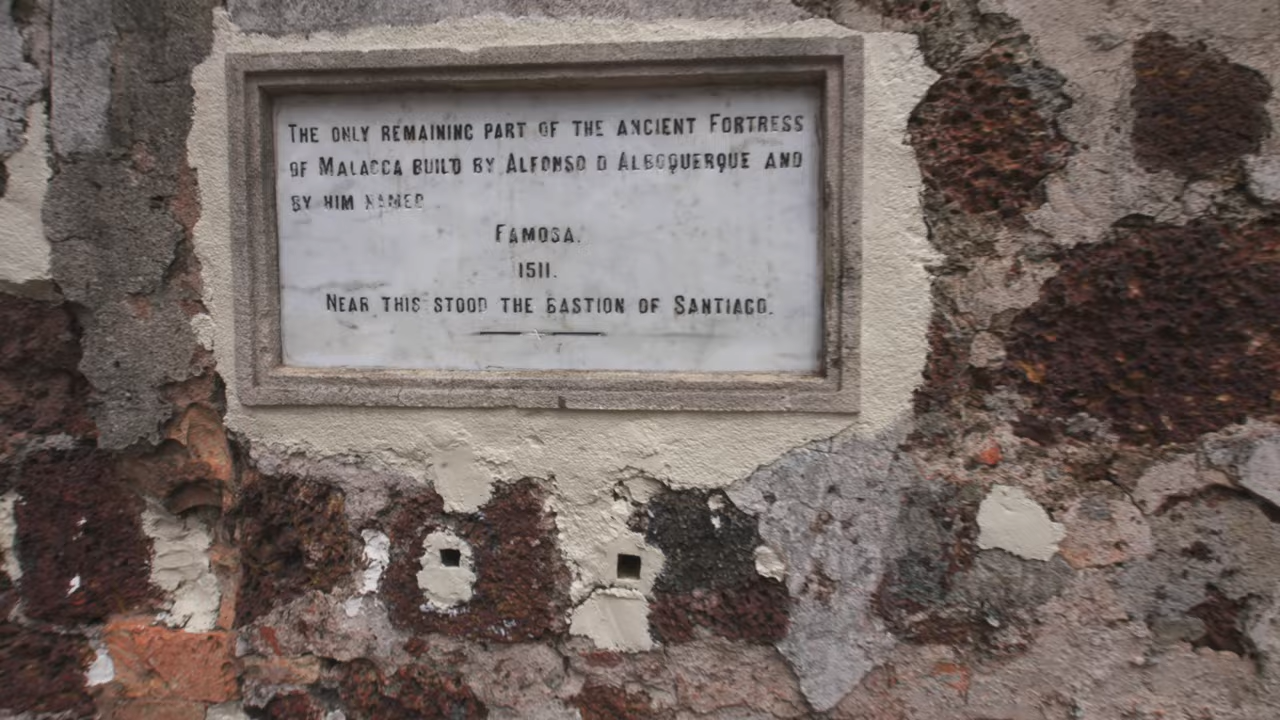 THE ONLY REMAINING PART OF THE ANCIENT FORTRESS
OF MALACCA BUILD BY ALFONSO D ALBOQUERQUE AND
BY HIM NAMED
FAMOSA.
1511.
NEAR THIS STOOD THE BASTION OF SANTIAGO.